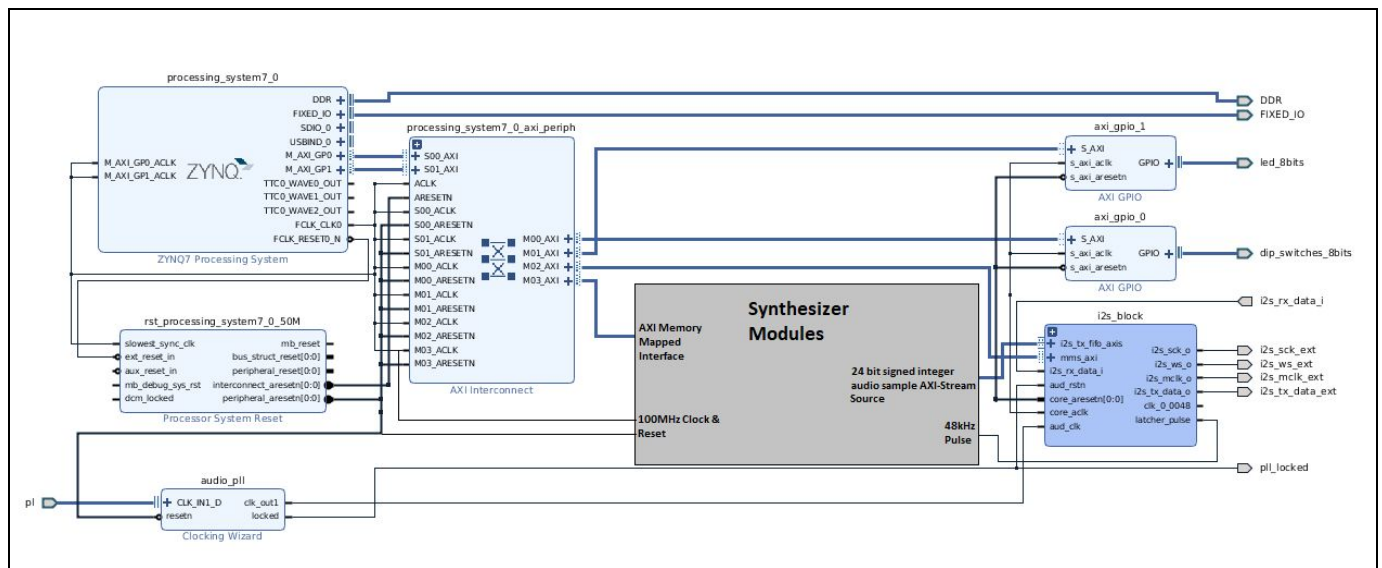 processing_system7_0
DDR
FIXED_IO
SDIO_0
USBIND_0
M_AXI_GP0
M_AXI_GP1
TTC0_WAVE0_OUT
TTC0_WAVE1_OUT
TTC0_WAVE2_OUT
FCLK_CLK0
FCLK_RESET0_N
M_AXI_GP0_ACLK
M_AXI_GP1_ACLK
ZYNQ
ZYNQ7 Processing System
rst_processing_system7_0_50M
slowest_sync_clk
ext_reset_in
aux_reset_in
mb_debug_sys_rst
dcm_locked
mb_reset
bus_struct_reset[0:0]
peripheral_reset[0:0]
interconnect_aresetn[0:0]
peripheral_aresetn[0:0]
Processor System Reset
pl
audio_pll
CLK_IN1_D
resetn
clk_out1
locked
Clocking Wizard
processing_system7_0_axi_periph
S00_AXI
S01_AXI
ACLK
ARESETN
S00_ACLK
S00_ARESETN
S01_ACLK
S01_ARESETN
M00_ACLK
M00_ARESETN
M01_ACLK
M01_ARESETN
M02_ACLK
M02_ARESETN
M03_ACLK
M03_ARESETN
M00_AXI
M01_AXI
M02_AXI
M03_AXI
AXI Interconnect
Synthesizer
Modules
AXI Memory
Mapped
Interface
24 bit signed integer
audio sample AXI-Stream
Source
100MHz Clock &
Reset
48kHz
Pulse
axi_gpio_1
S_AXI
s_axi_aclk
s_axi_aresetn
GPIO
AXI GPIO
axi_gpio_0
S_AXI
s_axi_aclk
s_axi_aresetn
GPIO
AXI GPIO
i2s_block
i2s_tx_fifo_axis
mms_axi
i2s_rx_data_i
aud_rstn
core_aresetn[0:0]
core_aclk
aud_clk
i2s_sck_o
i2s_ws_o
i2s_mclk_o
i2s_tx_data_o
clk_0_0048
latcher_pulse
DDR
FIXED_IO
led_8bits
dip_switches_8bits
i2s_rx_data_i
i2s_sck_ext
i2s_ws_ext
i2s_mclk_ext
i2s_tx_data_ext
pll_locked